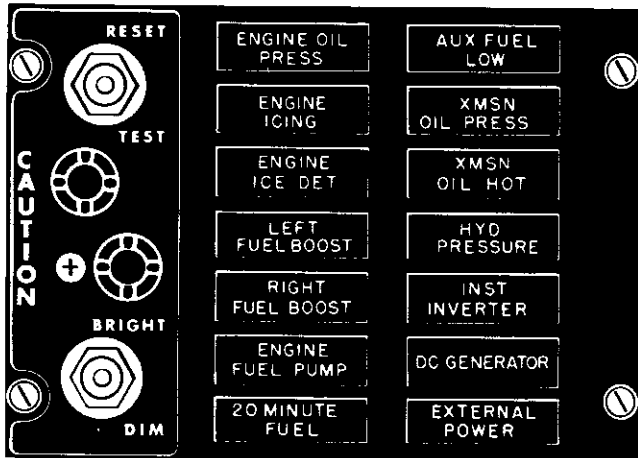 RESET
TEST
CAUTION
BRIGHT
DIM
ENGINE OIL
PRESS
ENGINE
ICING
ENGINE
ICE DET
LEFT
FUEL BOOST
RIGHT
FUEL BOOST
ENGINE
FUEL PUMP
20 MINUTE
FUEL
AUX FUEL
LOW
XMSN
OIL PRESS
XMSN
OIL HOT
HYD
PRESSURE
INST
INVERTER
DC GENERATOR
EXTERNAL
POWER